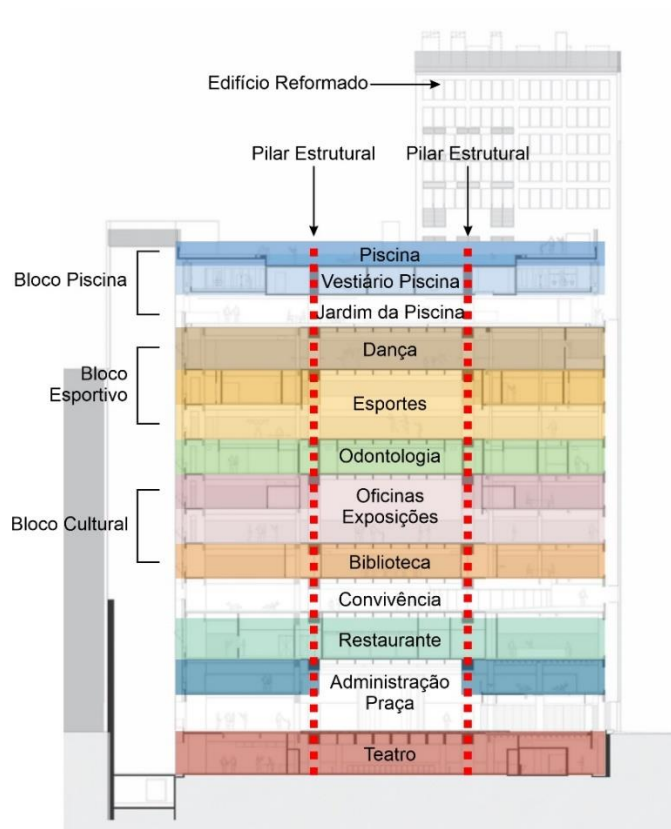 Edifício Reformado
Pilar Estrutural
Pilar Estrutural
Piscina
Bloco Piscina
Vestiário Piscina
Jardim da Piscina
Dança
Bloco
Esportivo
Esportes
Odontologia
Bloco Cultural
Oficinas
Exposições
Biblioteca
Convivência
Restaurante
Administração
Praça
Teatro